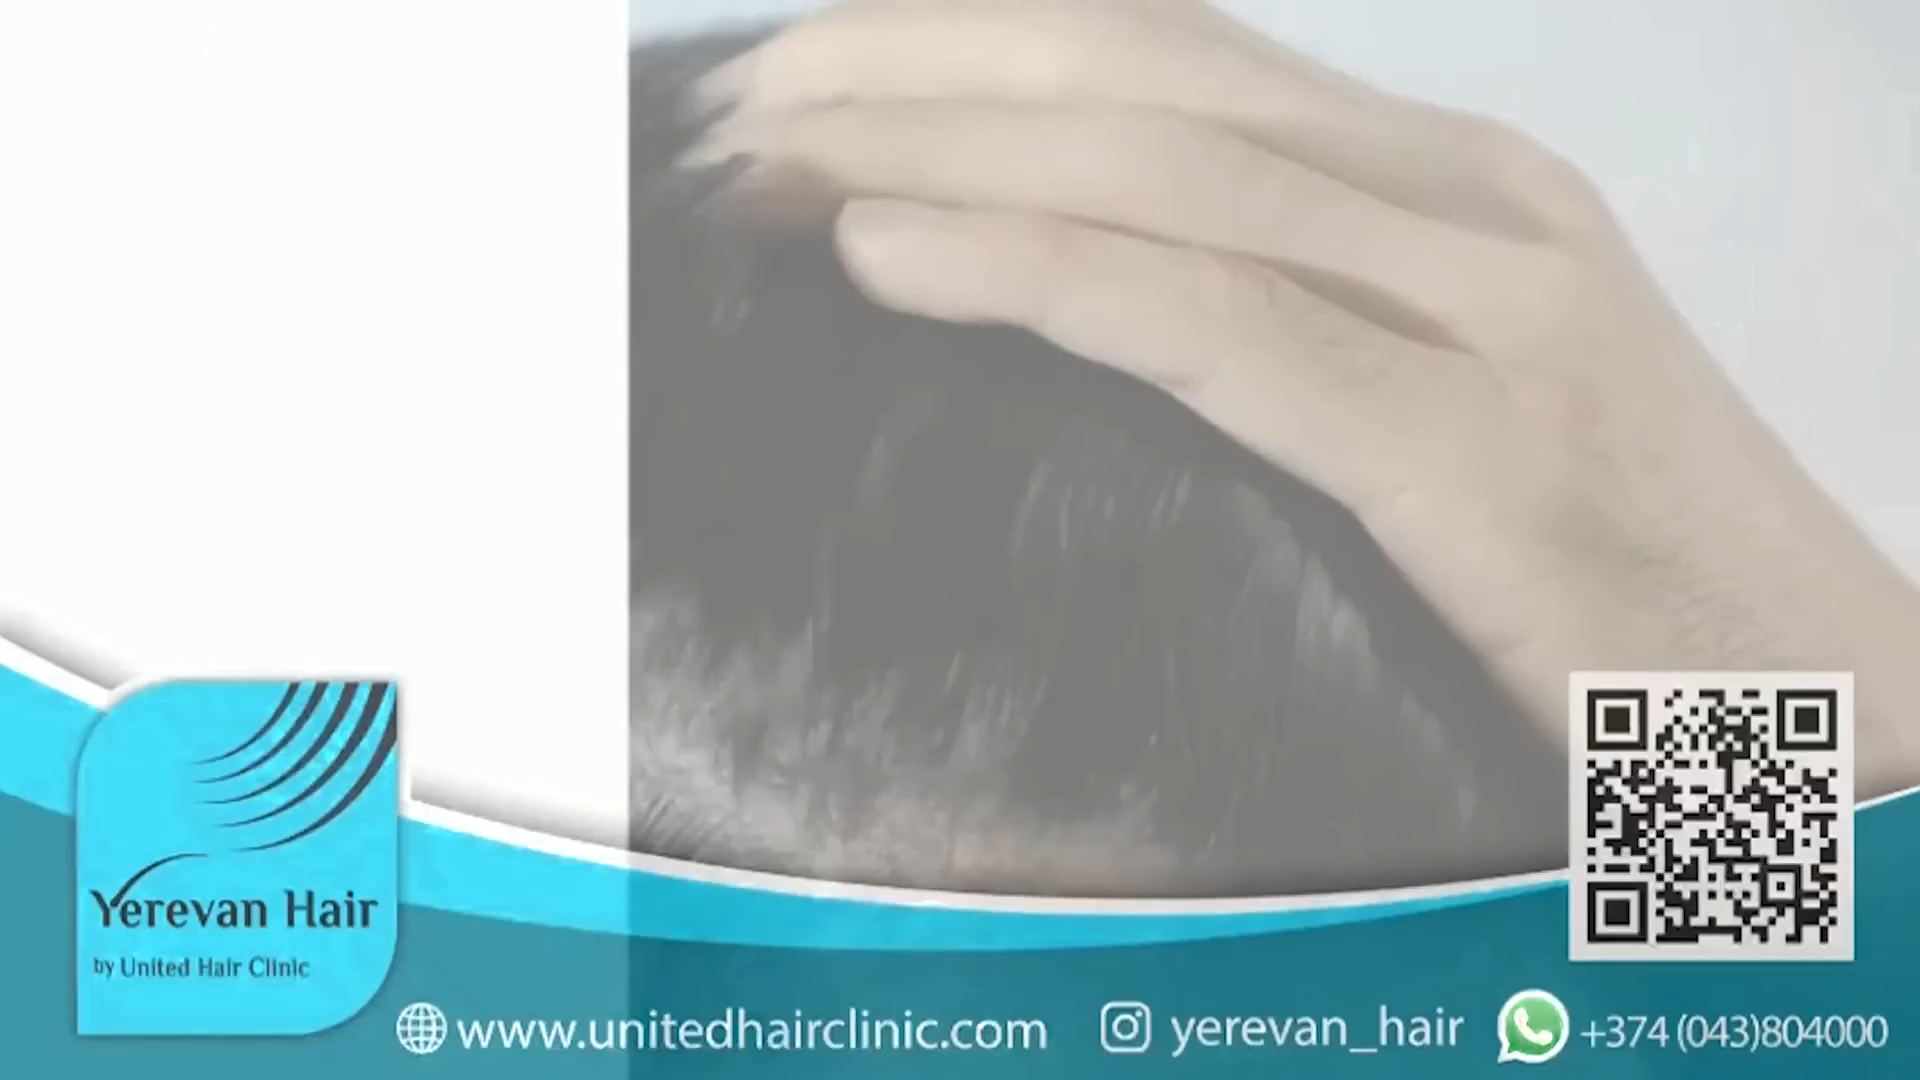 Yerevan Hair
by United Hair Clinic
www.unitedhairclinic.com
yerevan_hair
+374 (043)804000